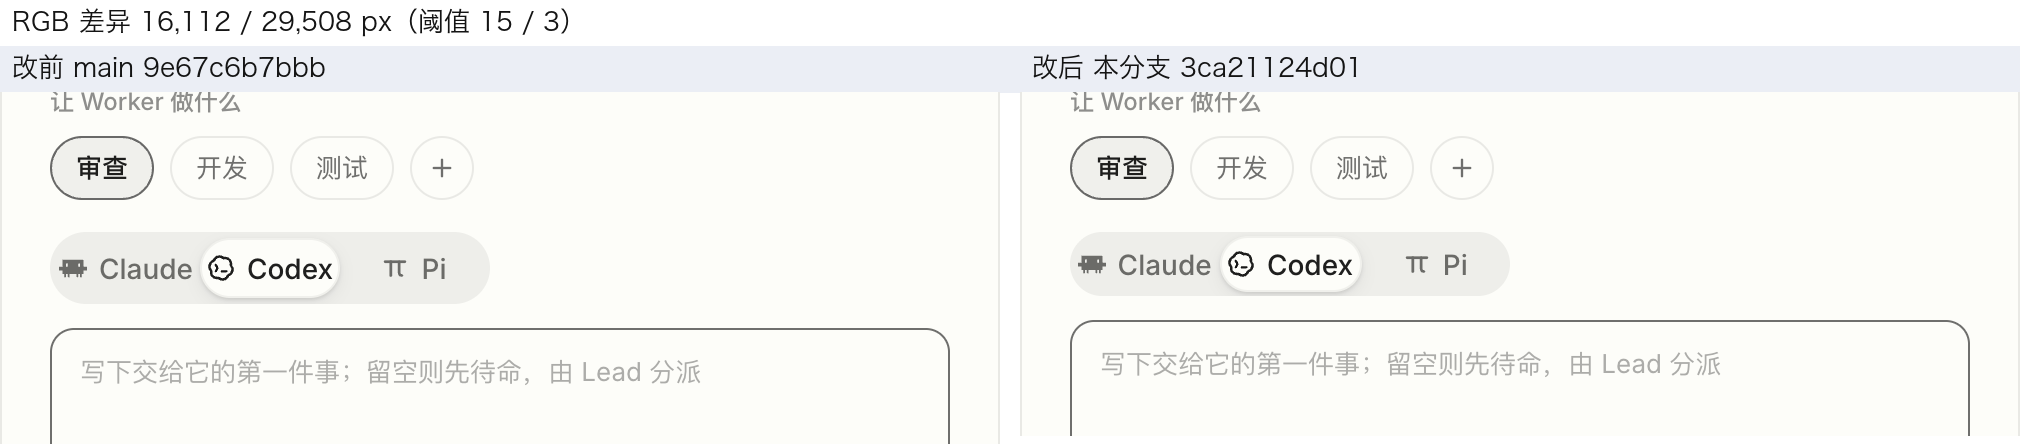 RGB 差异 16,112 / 29,508 px（阈值 15 / 3）
改前 main 9e67c6b7bbb
让 Worker 做什么
审查 开发 测试 +
Claude Codex Pi
写下交给它的第一件事；留空则先待命，由 Lead 分派
改后 本分支 3ca21124d01
让 Worker 做什么
审查 开发 测试 +
Claude Codex Pi
写下交给它的第一件事；留空则先待命，由 Lead 分派